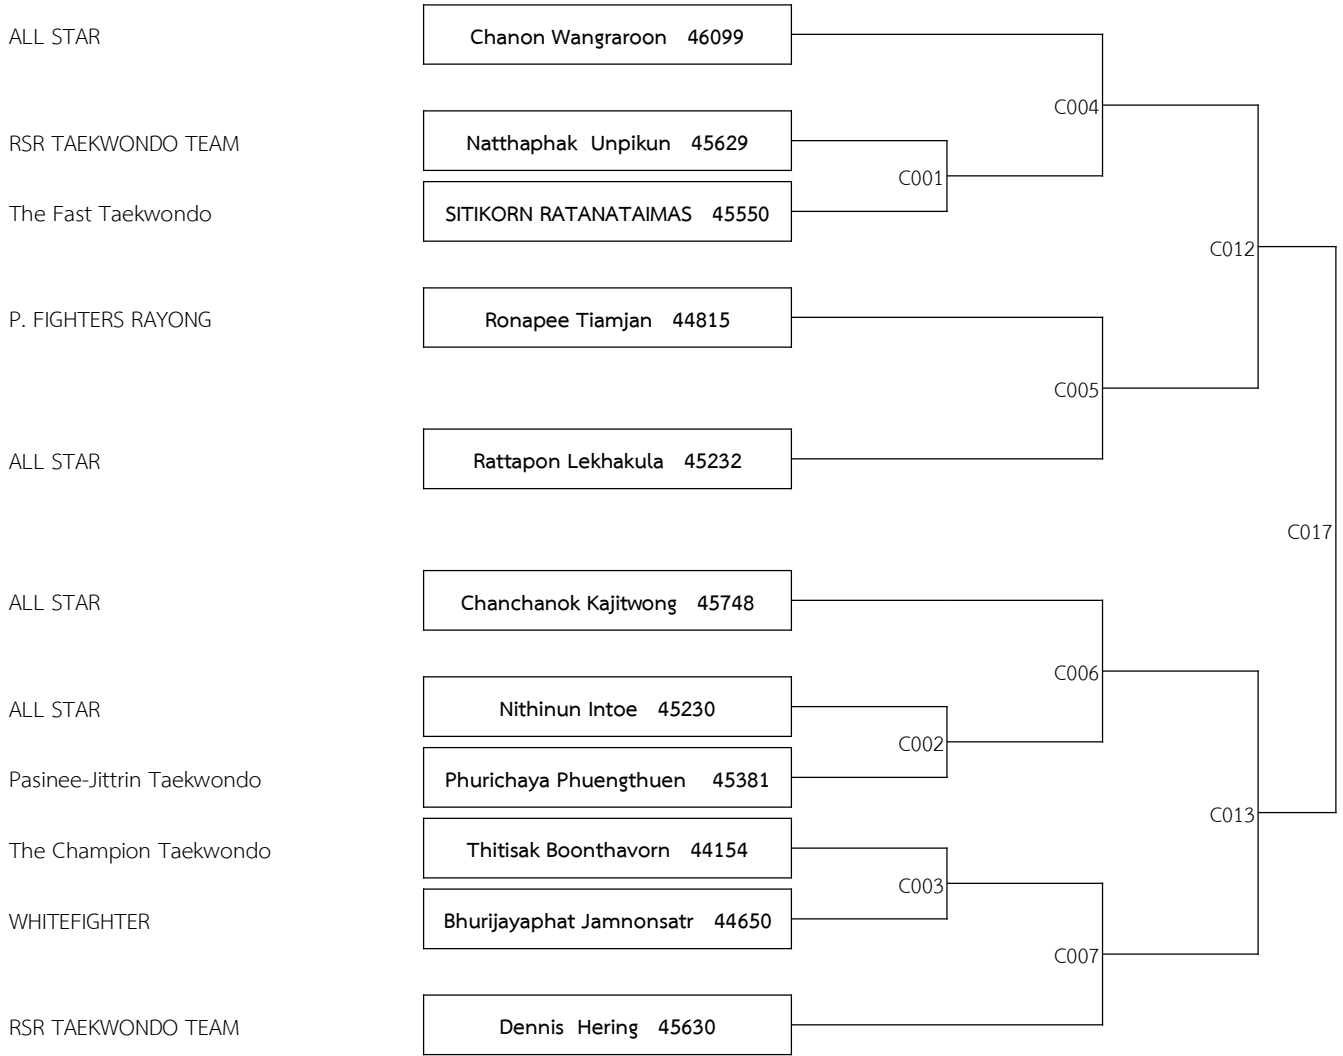 ALL STAR Chanon Wangraroon 46099
C004
RSR TAEKWONDO TEAM Natthaphak Unpikun 45629
C001
The Fast Taekwondo SITIKORN RATANATAIMAS 45550
C012
P. FIGHTERS RAYONG Ronapee Tiamjan 44815
C005
ALL STAR Rattapon Lekhakula 45232
C017
ALL STAR Chanchanok Kajitwong 45748
C006
ALL STAR Nithinun Intoe 45230
C002
Pasinee-Jittrin Taekwondo Phurichaya Phuengthuen 45381
C013
The Champion Taekwondo Thitisak Boonthavorn 44154
C003
WHITEFIGHTER Bhurijayaphat Jamnonsatr 44650
C007
RSR TAEKWONDO TEAM Dennis Hering 45630